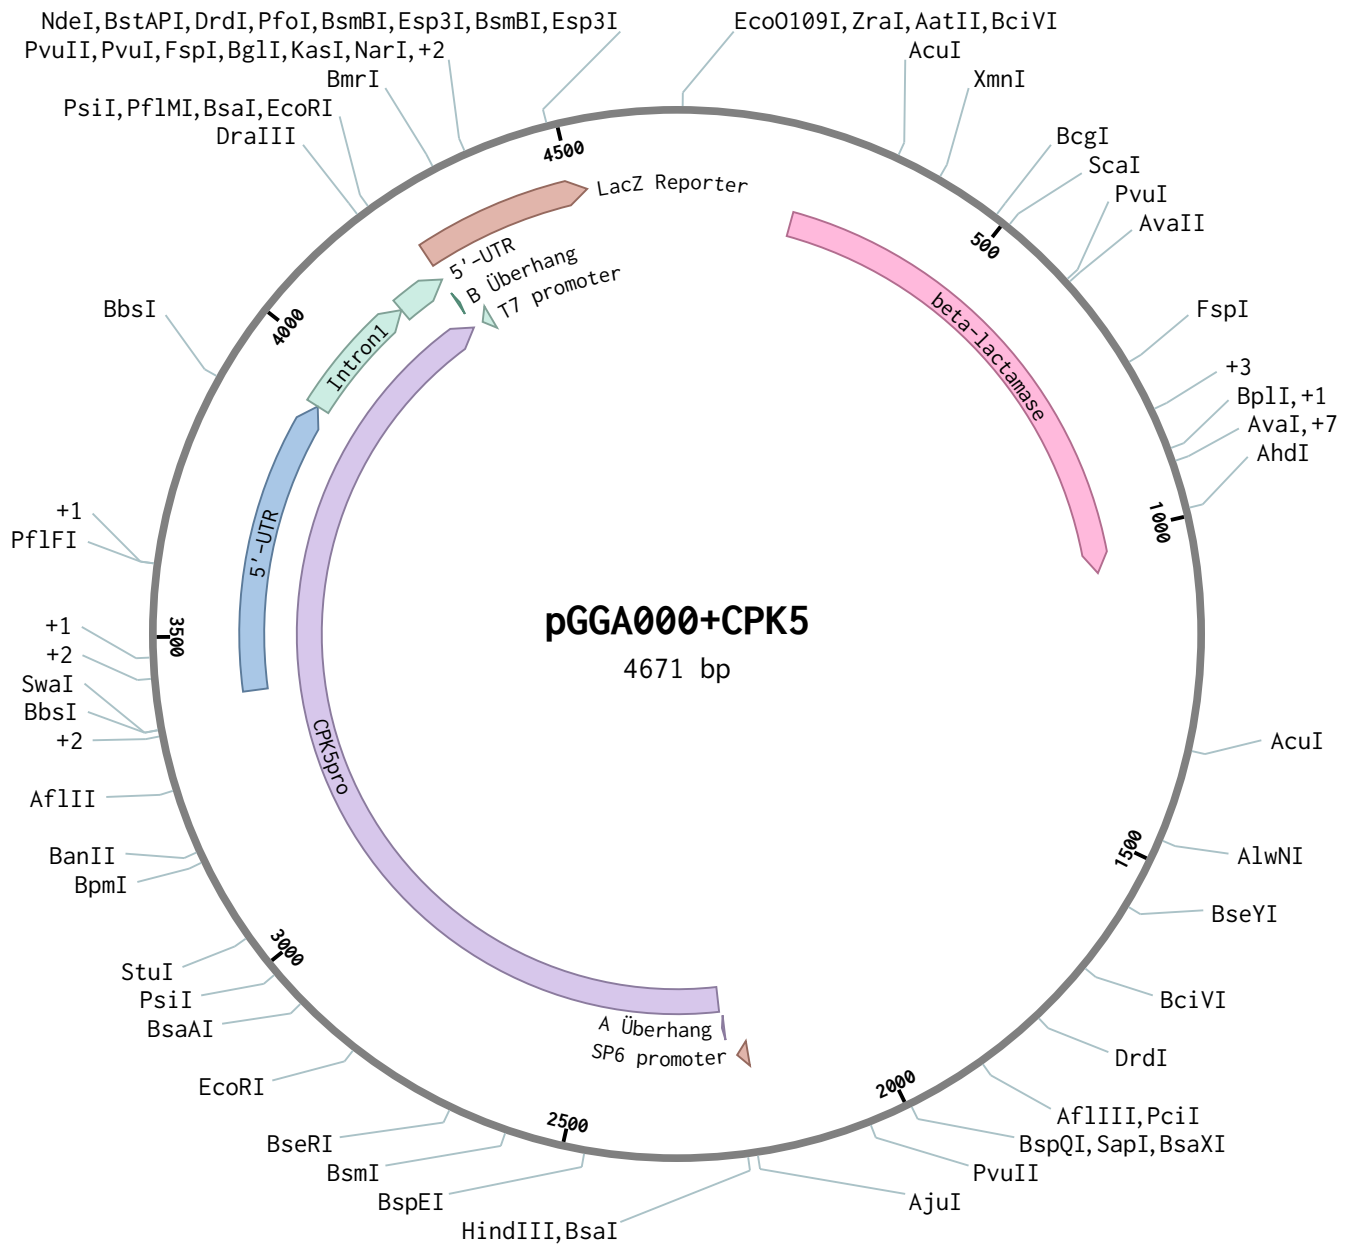 NdeI,BstAPI,DrdI,PfoI,BsmBI,Esp3I,BsmBI,Esp3I
EcoO109I,ZraI,AatII,BciVI
PvuII,PvuI,FspI,BglI,KasI,NarI,+2
AcuI
BmrI
XmnI
PsiI,PflMI,BsaI,EcoRI
DraIII
BcgI
ScaI
PvuI
AvaII
4500
LacZ Reporter
500
5'-UTR
B Überhang
T7 promoter
BbsI
4000
Intron1
beta-lactamase
FspI
+3
BplI,+1
AvaI,+7
AhdI
1000
+1
PflFI
5'-UTR
+1
+2
SwaI
BbsI
+2
3500
pGGA000+CPK5
4671 bp
CPK5pro
AflII
BanII
BpmI
AcuI
1500
AlwNI
BseYI
StuI
PsiI
BsaAI
3000
BciVI
DrdI
EcoRI
A Überhang
SP6 promoter
2000
AflIII,PciI
BspQI,SapI,BsaXI
PvuII
AjuI
2500
BseRI
BsmI
BspEI
HindIII,BsaI